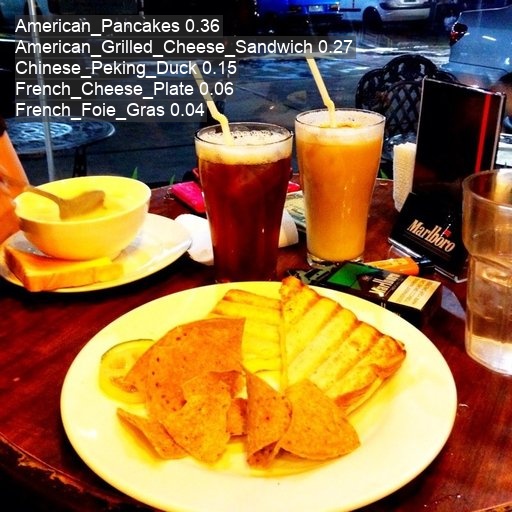 American_Pancakes 0.36
American_Grilled_Cheese_Sandwich 0.27
Chinese_Peking_Duck 0.15
French_Cheese_Plate 0.06
French_Foie_Gras 0.04
Marlboro